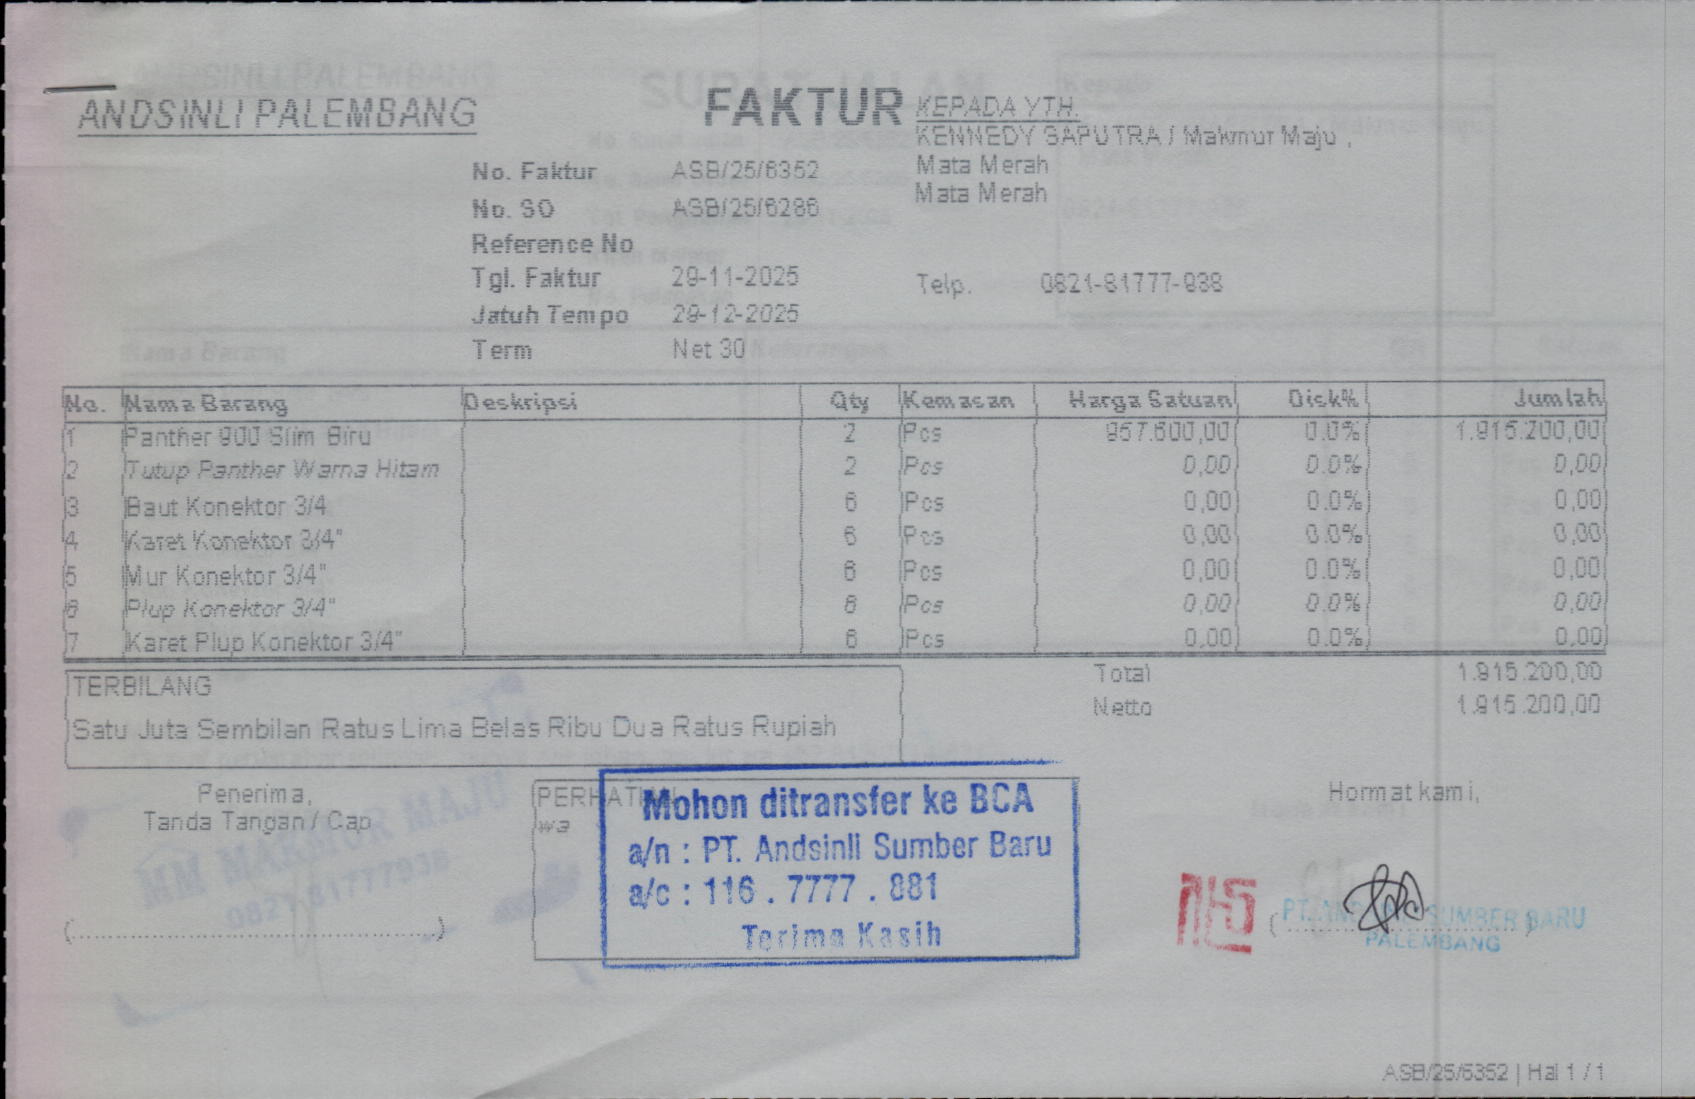 ANDSINLI PALEMBANG
FAKTUR
KEPADA YTH.
KENNEDY SAPUTRA / Makmur Maju ,
Mata Merah
Mata Merah
Telp. 0821-81777-938
No. Faktur ASB/25/6352
No. SO ASB/25/6286
Reference No
Tgl. Faktur 29-11-2025
Jatuh Tempo 29-12-2025
Term Net 30
No. Nama Barang Deskripsi Qty Kemasan Harga Satuan Disk% Jumlah
1 Panther 900 Slim Biru 2 Pcs 957.600,00 0.0% 1.915.200,00
2 Tutup Panther Warna Hitam 2 Pcs 0,00 0.0% 0,00
3 Baut Konektor 3/4 6 Pcs 0,00 0.0% 0,00
4 Karet Konektor 3/4" 6 Pcs 0,00 0.0% 0,00
5 Mur Konektor 3/4" 6 Pcs 0,00 0.0% 0,00
6 Plup Konektor 3/4" 6 Pcs 0,00 0.0% 0,00
7 Karet Plup Konektor 3/4" 6 Pcs 0,00 0.0% 0,00
Total 1.915.200,00
Netto 1.915.200,00
TERBILANG
Satu Juta Sembilan Ratus Lima Belas Ribu Dua Ratus Rupiah
Penerima,
Tanda Tangan / Cap
MM MAKMUR MAJU
0821 81777938
(.....................................................)
wa
Mohon ditransfer ke BCA
a/n : PT. Andsinli Sumber Baru
a/c : 116 . 7777 . 881
Terima Kasih
Hormat kami,
PT. ANDSINLI SUMBER BARU
PALEMBANG
ASB/25/6352 | Hal 1 / 1